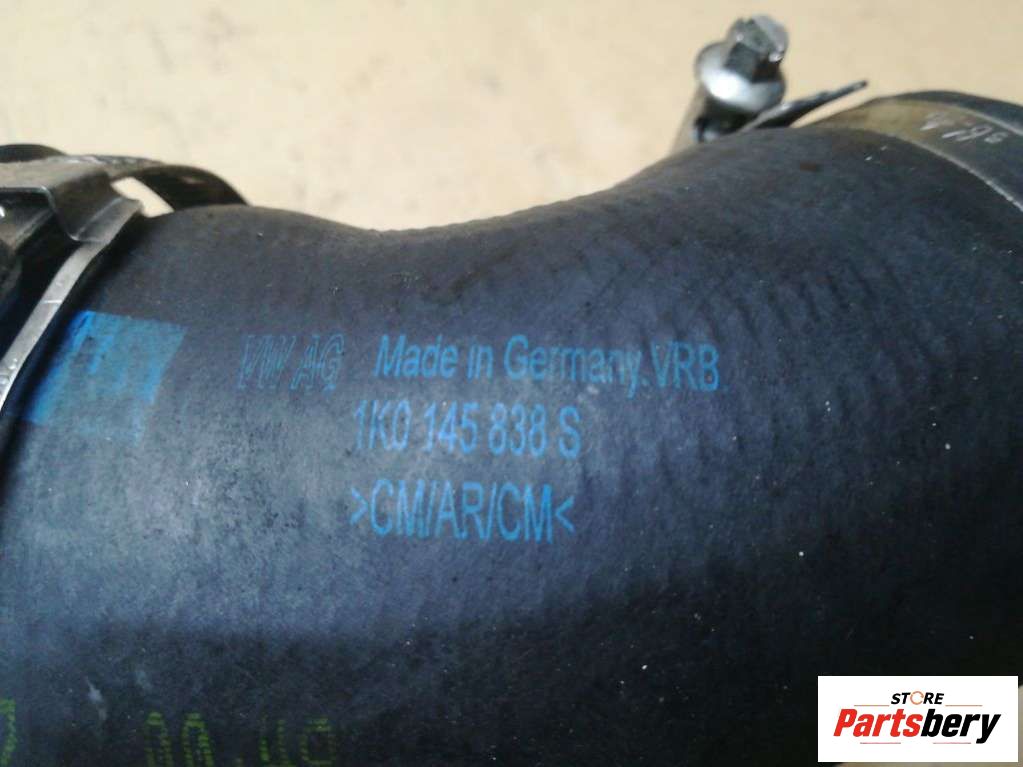 VW AG Made in Germany. VRB
1K0 145 838 S
>CM/AR/CM<
STORE
Partsbery